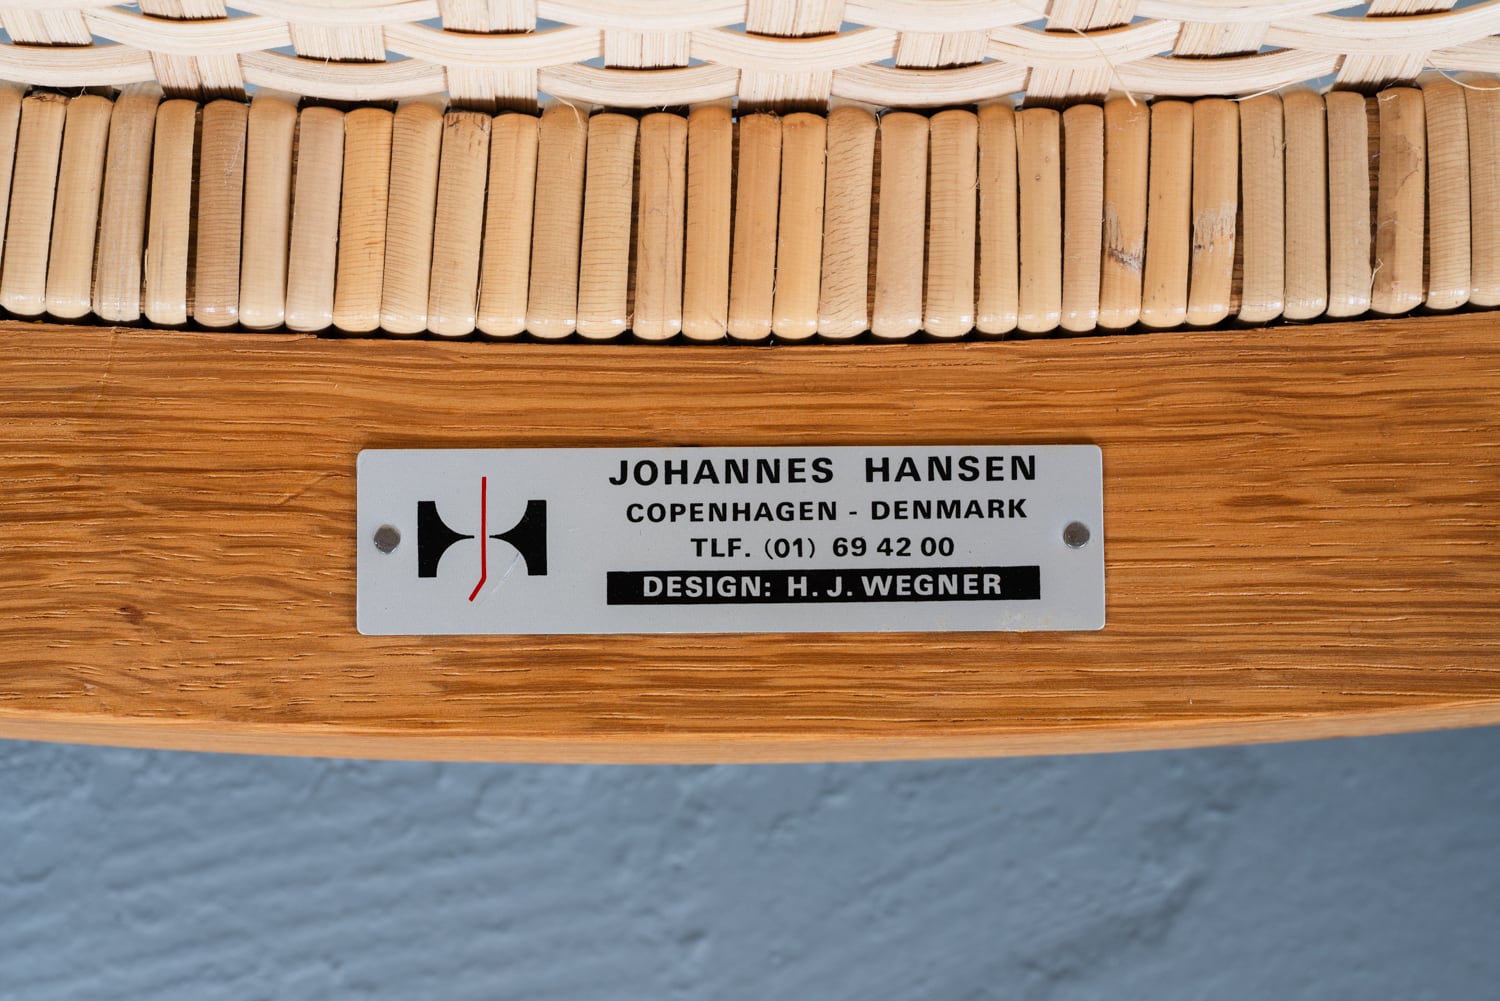 JOHANNES HANSEN
COPENHAGEN - DENMARK
TLF. (01) 69 42 00
DESIGN: H. J. WEGNER